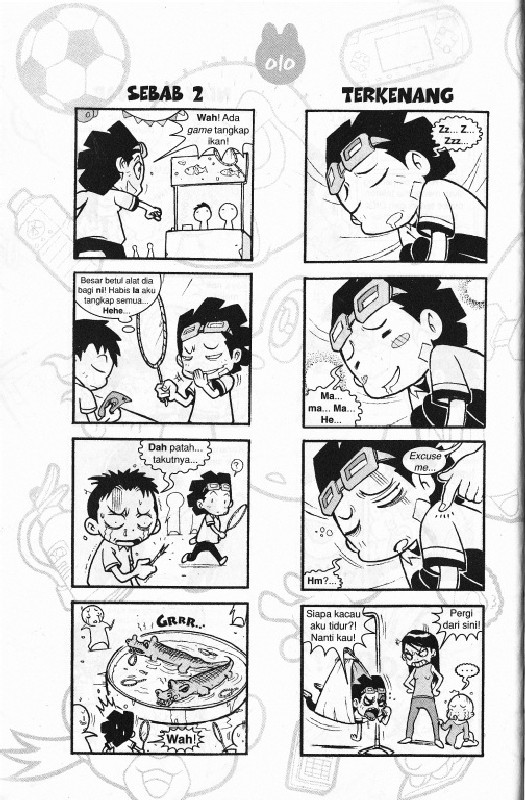 010
SEBAB 2
Wah! Ada
game tangkap
ikan!
Besar betul alat dia
bagi ni! Habis la aku
tangkap semua...
Hehe...
Dah patah...
takutnya...
?
GRRR...
Wah!
TERKENANG
Zz... Z...
Zzz...
Ma...
ma... Ma...
He...
Excuse
me...
Hm?...
Siapa kacau
aku tidur?!
Nanti kau!
Pergi
dari sini!
...